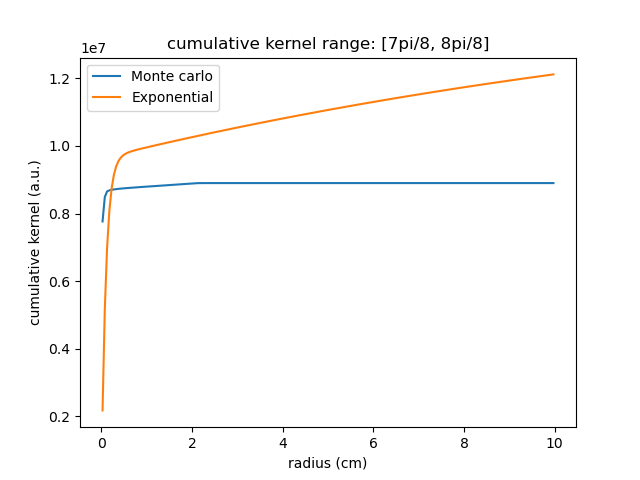 cumulative kernel range: [7pi/8, 8pi/8]
1e7
Monte carlo
Exponential
1.2
1.0
0.8
0.6
0.4
0.2
cumulative kernel (a.u.)
0 2 4 6 8 10
radius (cm)